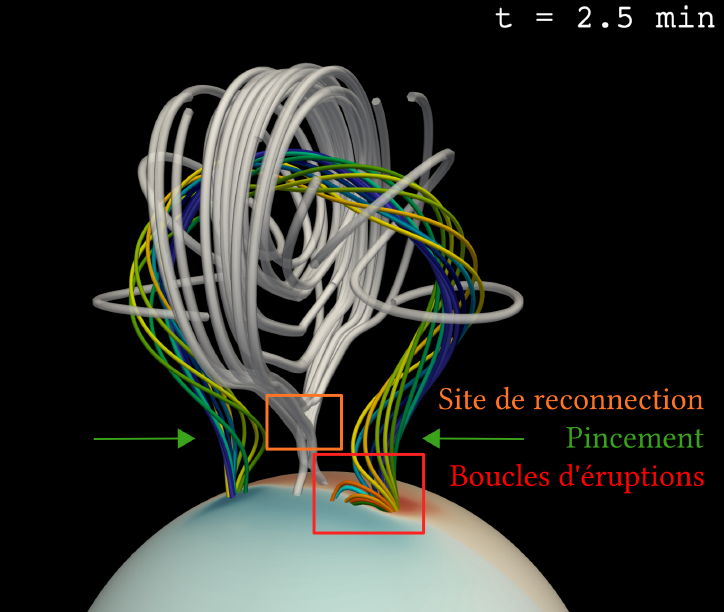 t = 2.5 min
Site de reconnection
Pincement
Boucles d'éruptions